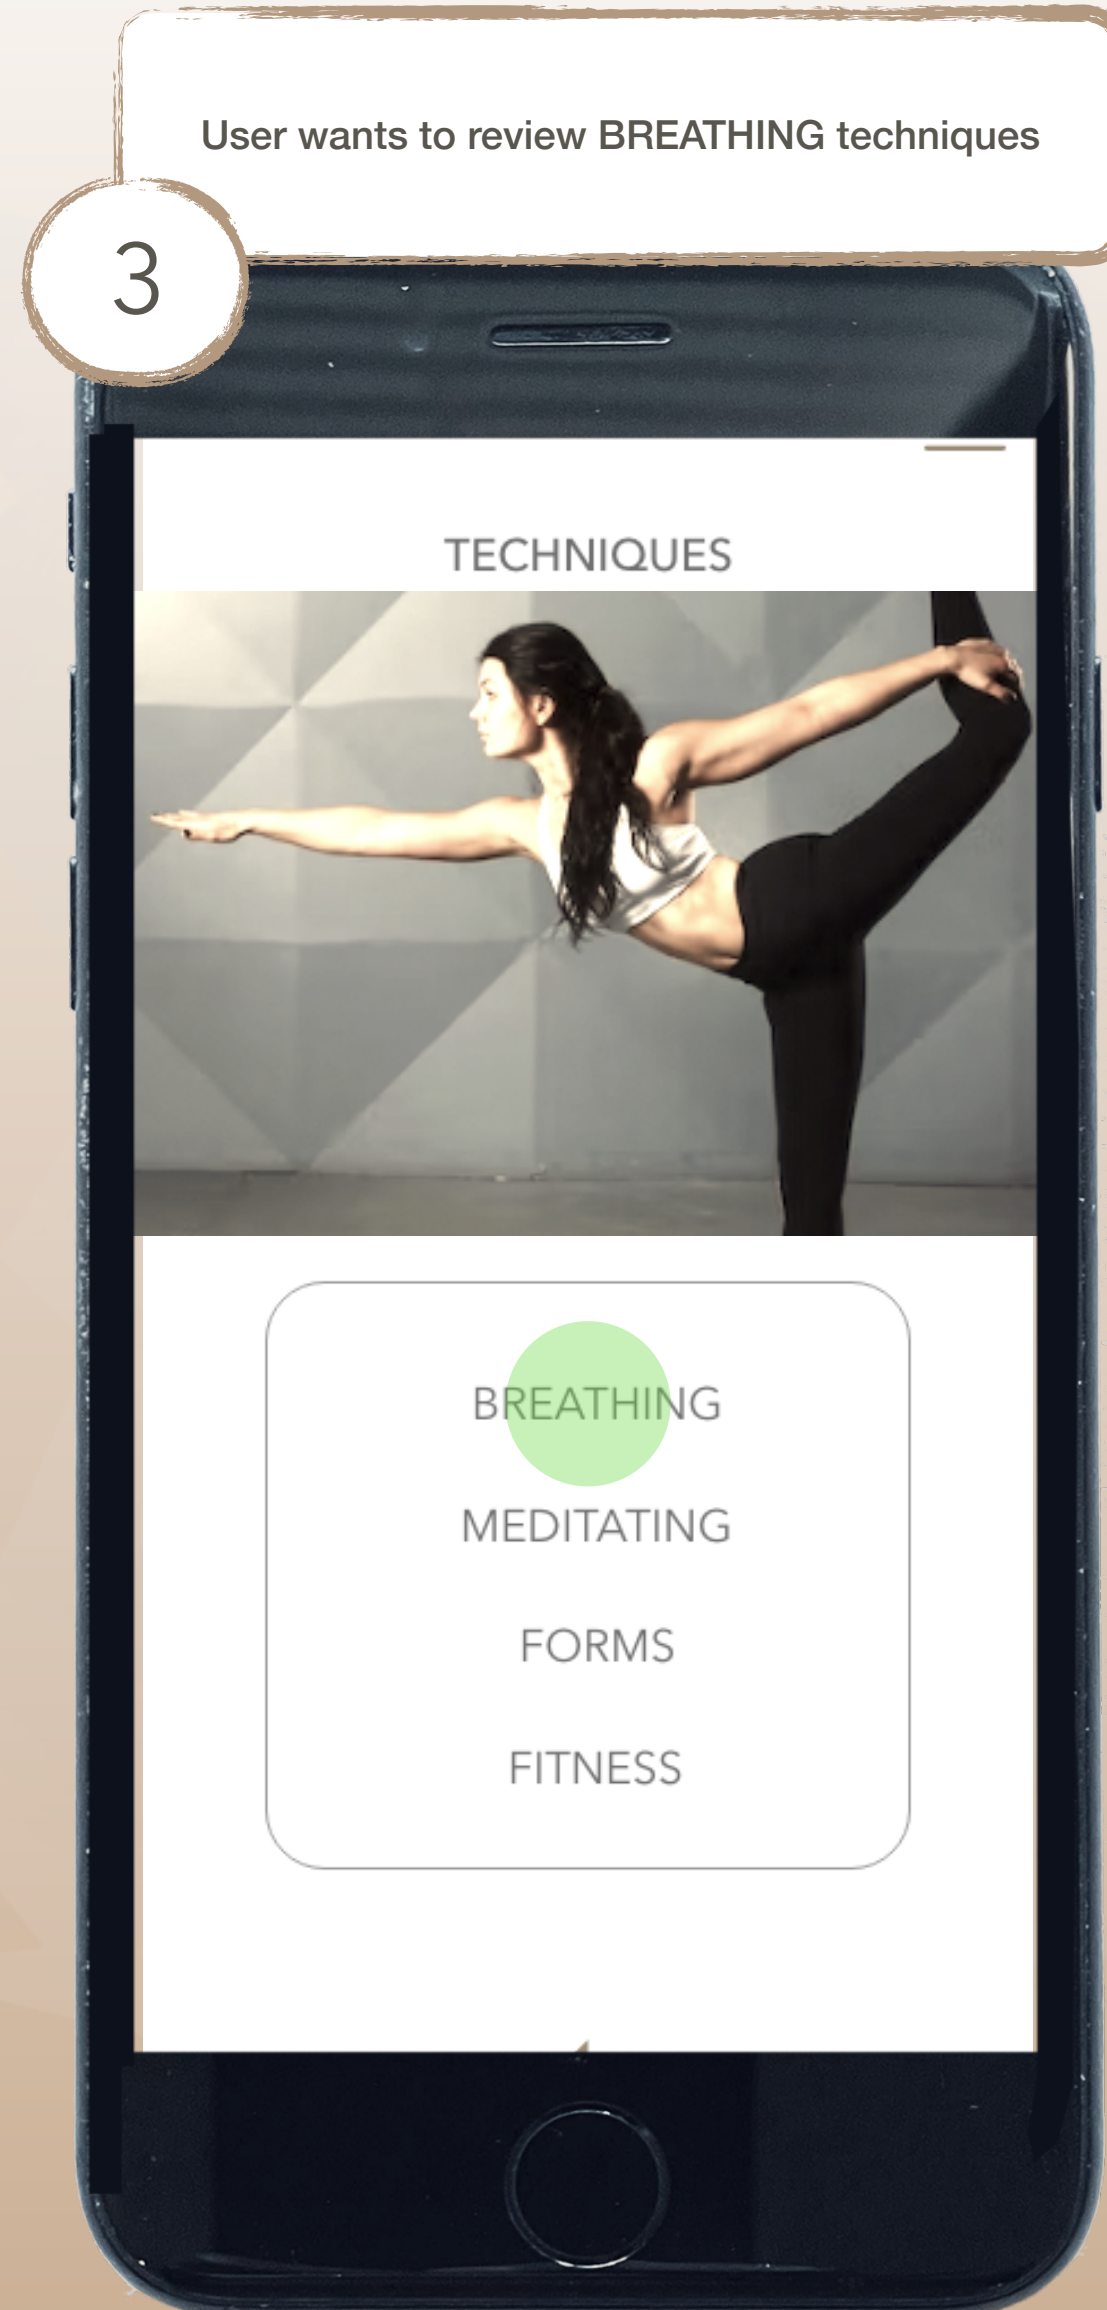 User wants to review BREATHING techniques
3
TECHNIQUES
BREATHING
MEDITATING
FORMS
FITNESS